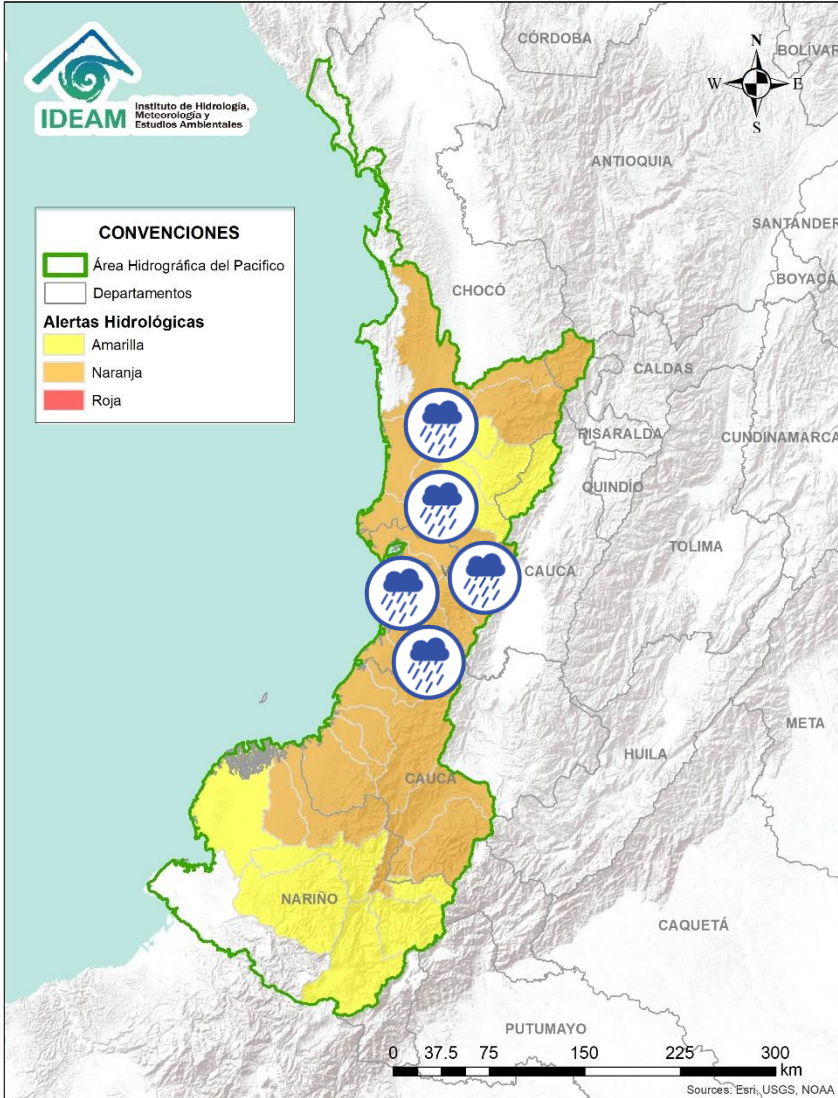 IDEAM
Instituto de Hidrología,
Meteorología y
Estudios Ambientales
CONVENCIONES
Área Hidrográfica del Pacifico
Departamentos
Alertas Hidrológicas
Amarilla
Naranja
Roja
N
W
E
S
CÓRDOBA
BOLÍVAR
ANTIOQUIA
SANTANDER
BOYACÁ
CHOCÓ
CALDAS
RISARALDA
CUNDINAMARCA
QUINDÍO
TOLIMA
V
CAUCA
META
HUILA
CAUCA
NARIÑO
CAQUETÁ
PUTUMAYO
0 37.5 75 150 225 300
km
Sources: Esri, USGS, NOAA